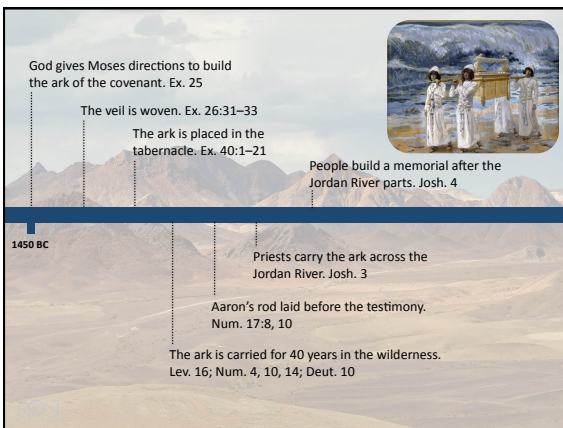 God gives Moses directions to build
the ark of the covenant. Ex. 25
The veil is woven. Ex. 26:31–33
The ark is placed in the
tabernacle. Ex. 40:1–21
People build a memorial after the
Jordan River parts. Josh. 4
1450 BC
Priests carry the ark across the
Jordan River. Josh. 3
Aaron’s rod laid before the testimony.
Num. 17:8, 10
The ark is carried for 40 years in the wilderness.
Lev. 16; Num. 4, 10, 14; Deut. 10